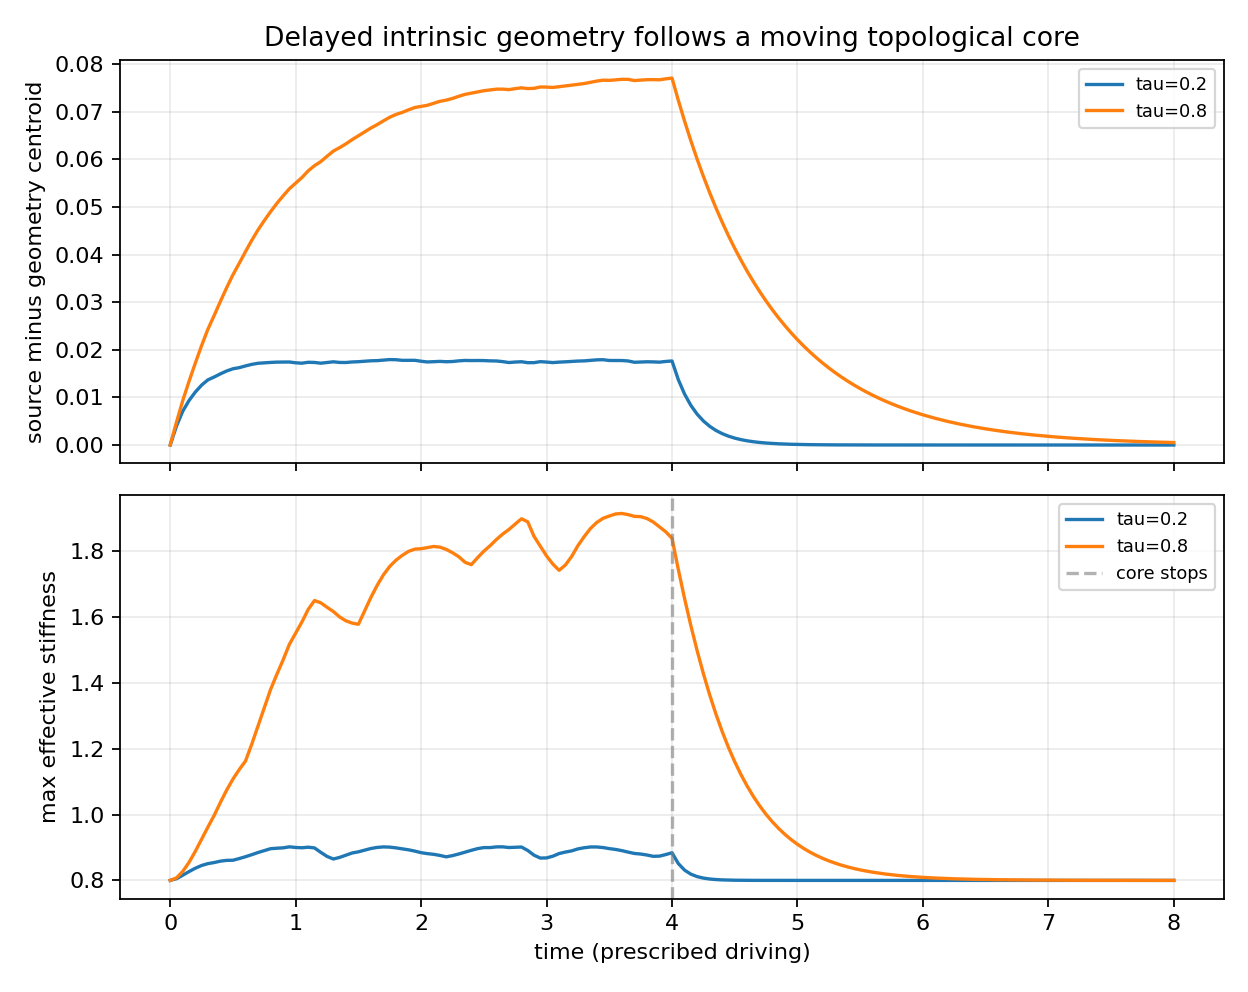 Delayed intrinsic geometry follows a moving topological core
source minus geometry centroid
0.08
0.07
0.06
0.05
0.04
0.03
0.02
0.01
0.00
tau=0.2
tau=0.8
max effective stiffness
1.8
1.6
1.4
1.2
1.0
0.8
tau=0.2
tau=0.8
core stops
0 1 2 3 4 5 6 7 8
time (prescribed driving)